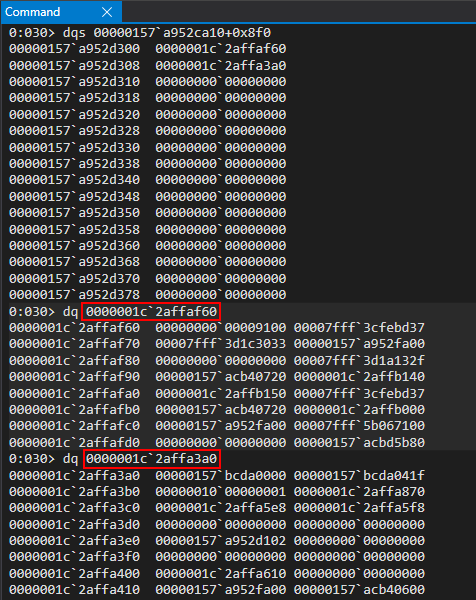 Command X
0:030> dqs 00000157`a952ca10+0x8f0
00000157`a952d300  0000001c`2affaf60
00000157`a952d308  0000001c`2affa3a0
00000157`a952d310  00000000`00000000
00000157`a952d318  00000000`00000000
00000157`a952d320  00000000`00000000
00000157`a952d328  00000000`00000000
00000157`a952d330  00000000`00000000
00000157`a952d338  00000000`00000000
00000157`a952d340  00000000`00000000
00000157`a952d348  00000000`00000000
00000157`a952d350  00000000`00000000
00000157`a952d358  00000000`00000000
00000157`a952d360  00000000`00000000
00000157`a952d368  00000000`00000000
00000157`a952d370  00000000`00000000
00000157`a952d378  00000000`00000000
0:030> dq 0000001c`2affaf60
0000001c`2affaf60  00000000`00009100 00007fff`3cfebd37
0000001c`2affaf70  00007fff`3d1c3033 00000157`a952fa00
0000001c`2affaf80  00000000`00000000 00007fff`3d1a132f
0000001c`2affaf90  00000157`acb40720 0000001c`2affb140
0000001c`2affafa0  0000001c`2affb150 00007fff`3cfebd37
0000001c`2affafb0  00000157`acb40720 0000001c`2affb000
0000001c`2affafc0  00000157`a952fa00 00007fff`5b067100
0000001c`2affafd0  00000000`00000000 00000157`acbd5b80
0:030> dq 0000001c`2affa3a0
0000001c`2affa3a0  00000157`bcda0000 00000157`bcda041f
0000001c`2affa3b0  00000010`00000001 0000001c`2affa870
0000001c`2affa3c0  0000001c`2affa5e8 0000001c`2affa5f8
0000001c`2affa3d0  00000000`00000000 00000000`00000000
0000001c`2affa3e0  00000157`a952d102 00000000`00000000
0000001c`2affa3f0  00000000`00000000 00000000`00000000
0000001c`2affa400  0000001c`2affa610 00000000`00000000
0000001c`2affa410  00000157`a952fa00 00000157`acb40600